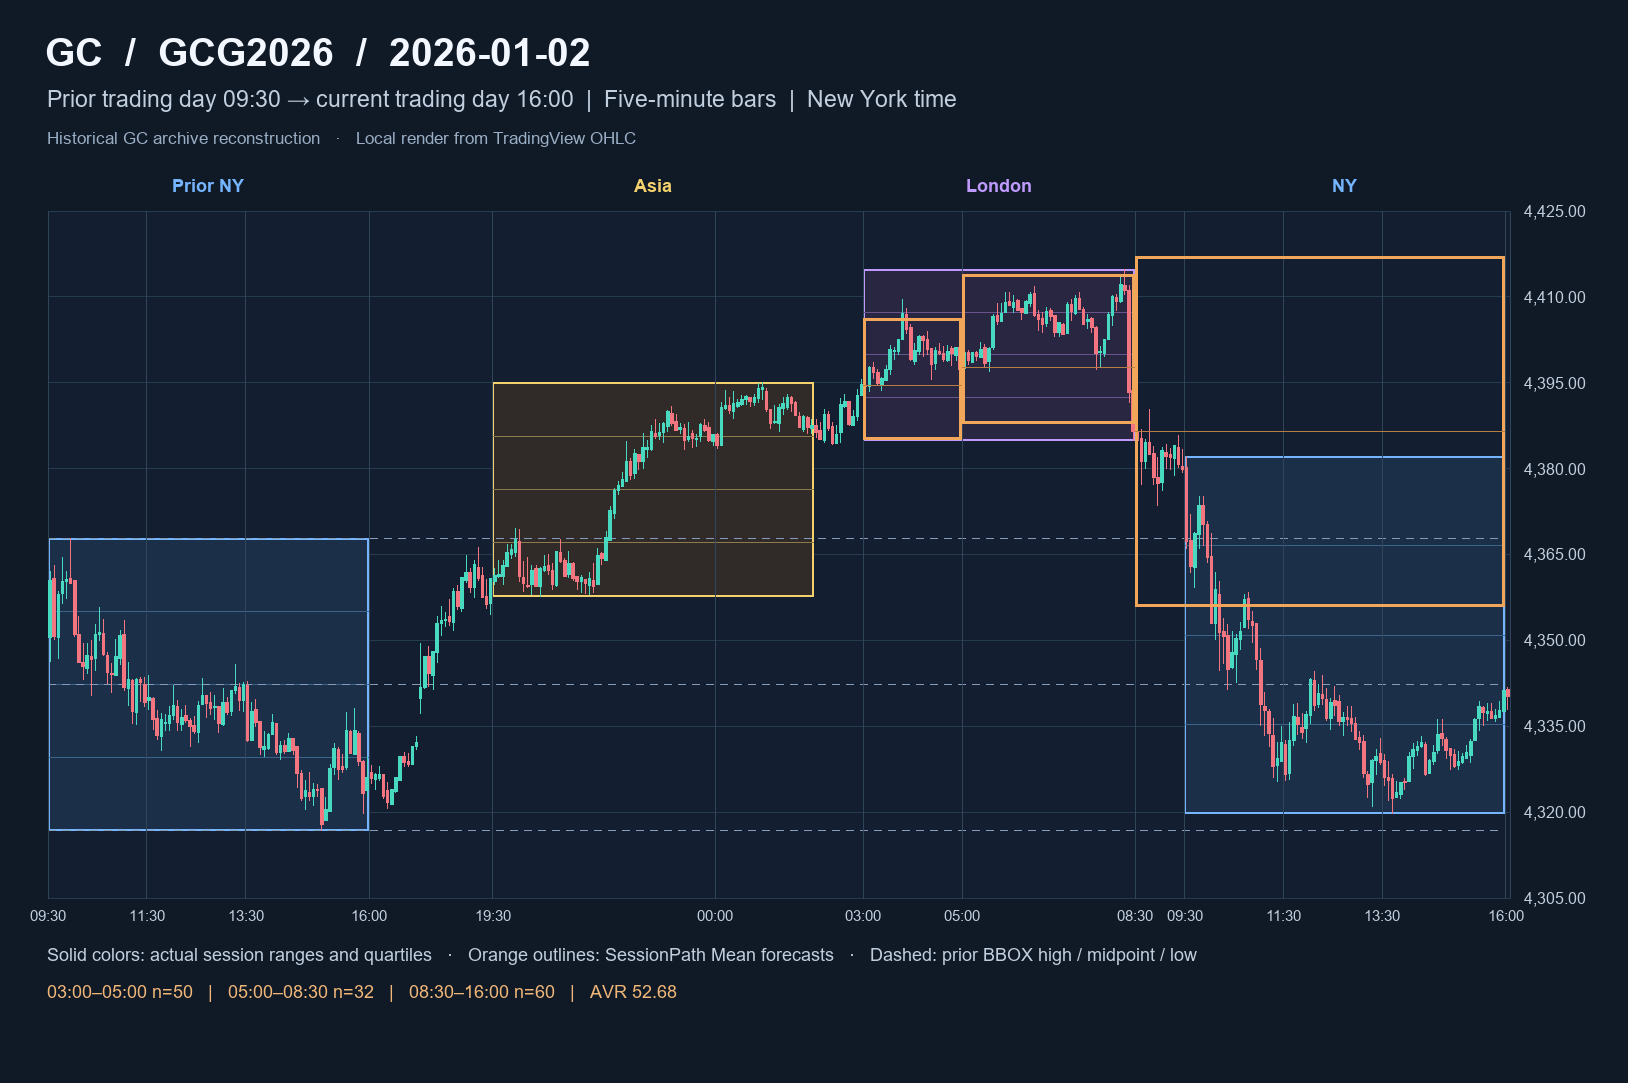 GC / GCG2026 / 2026-01-02
Prior trading day 09:30 → current trading day 16:00 | Five-minute bars | New York time
Historical GC archive reconstruction · Local render from TradingView OHLC
Prior NY Asia London NY
4,425.00
4,410.00
4,395.00
4,380.00
4,365.00
4,350.00
4,335.00
4,320.00
4,305.00
09:30 11:30 13:30 16:00 19:30 00:00 03:00 05:00 08:30 09:30 11:30 13:30 16:00
Solid colors: actual session ranges and quartiles · Orange outlines: SessionPath Mean forecasts · Dashed: prior BBOX high / midpoint / low
03:00–05:00 n=50 | 05:00–08:30 n=32 | 08:30–16:00 n=60 | AVR 52.68